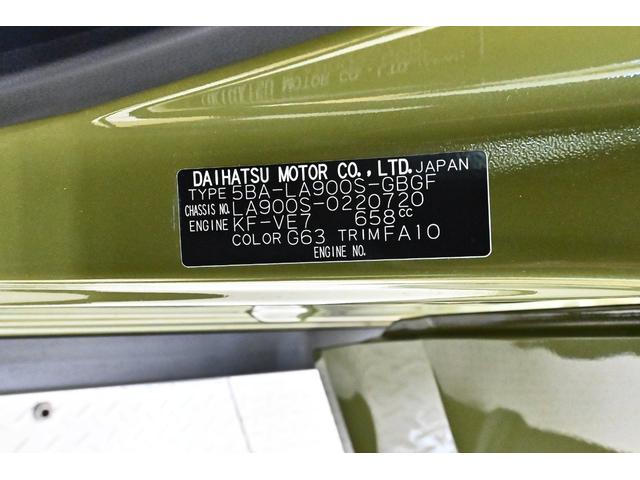 DAIHATSU MOTOR CO.,LTD.JAPAN
TYPE 5BA-LA900S-GBGF
CHASSIS NO. LA900S-0220720
ENGINE KF-VE7 658cc
COLOR G63 TRIM FA10
ENGINE NO.